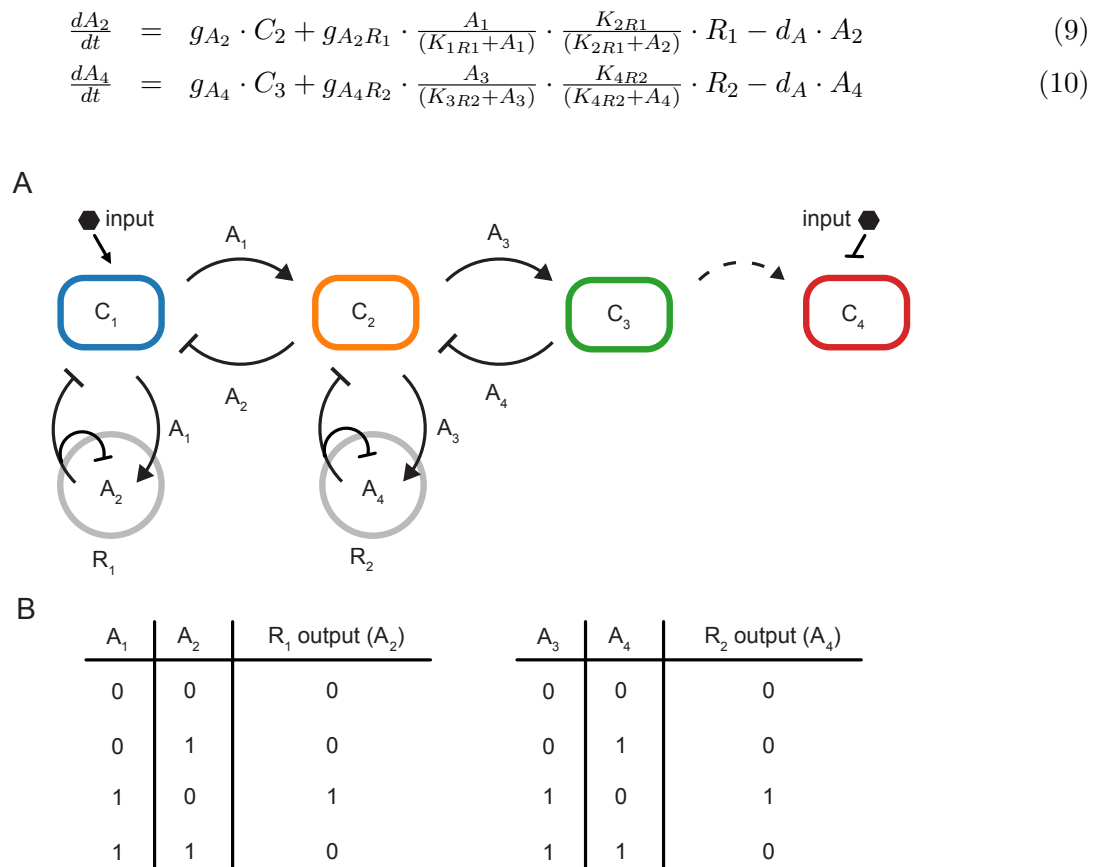 dA₂/dt = g_{A₂} · C₂ + g_{A₂R₁} · A₁/(K_{1R1}+A₁) · K_{2R1}/(K_{2R1}+A₂) · R₁ − d_A · A₂ (9)
dA₄/dt = g_{A₄} · C₃ + g_{A₄R₂} · A₃/(K_{3R2}+A₃) · K_{4R2}/(K_{4R2}+A₄) · R₂ − d_A · A₄ (10)
A
input input
A₁ A₃
C₁ C₂ C₃ C₄
A₂ A₄
A₁ A₃
A₂ A₄
R₁ R₂
B
A₁ A₂ R₁ output (A₂) A₃ A₄ R₂ output (A₄)
0 0 0 0 0 0
0 1 0 0 1 0
1 0 1 1 0 1
1 1 0 1 1 0